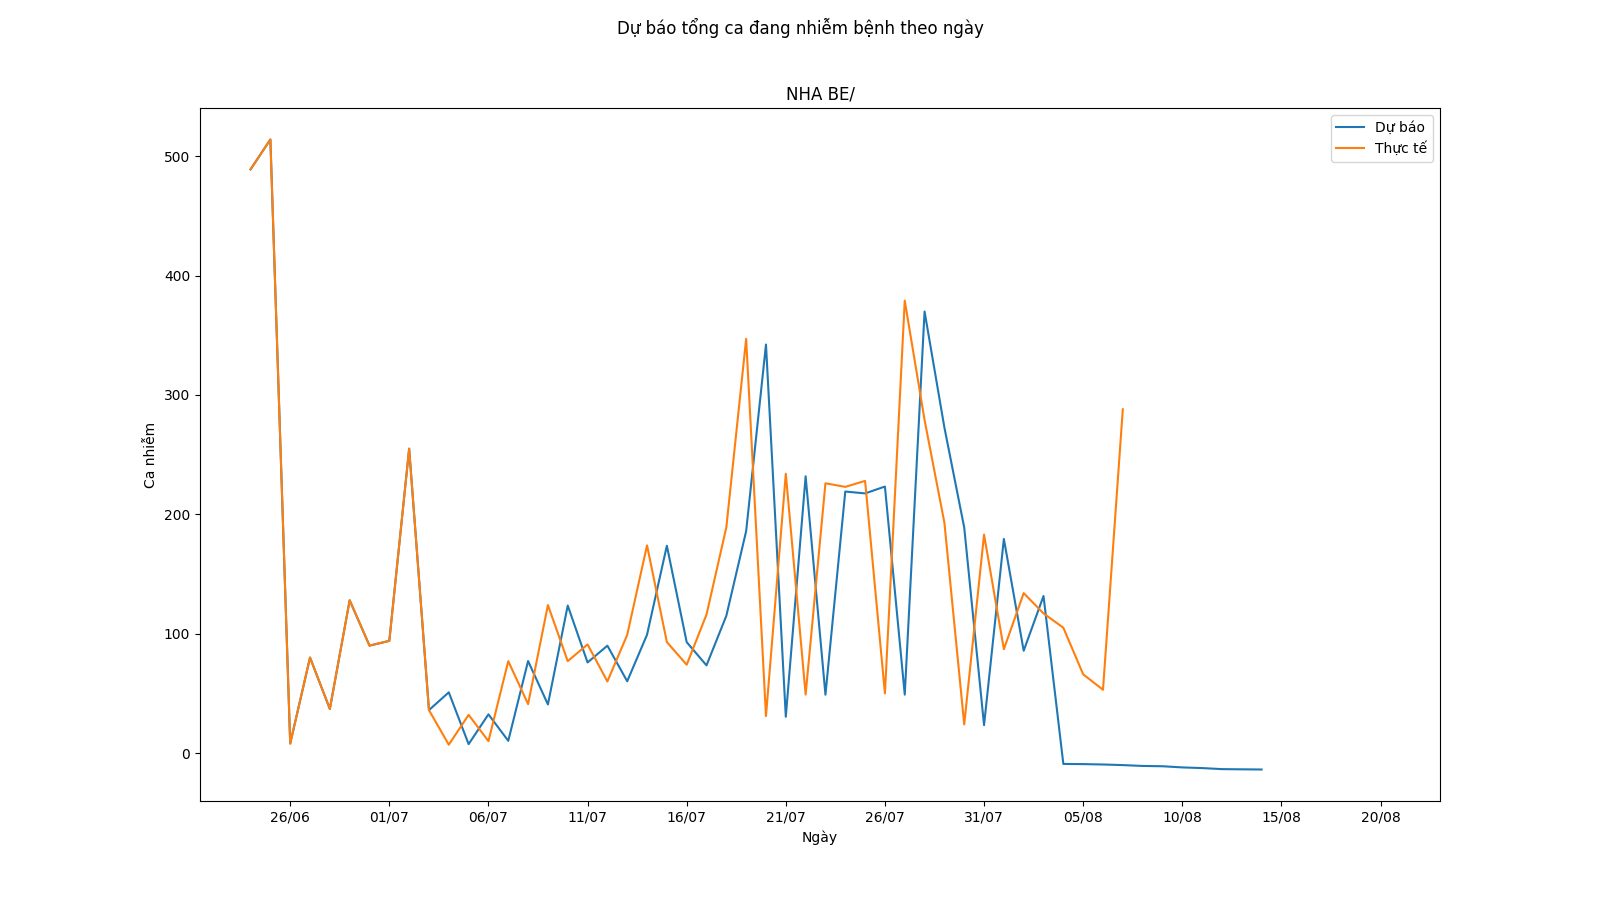 Dự báo tổng ca đang nhiễm bệnh theo ngày
NHA BE/
Dự báo
Thực tế
500
400
300
200
100
0
Ca nhiễm
26/06 01/07 06/07 11/07 16/07 21/07 26/07 31/07 05/08 10/08 15/08 20/08
Ngày